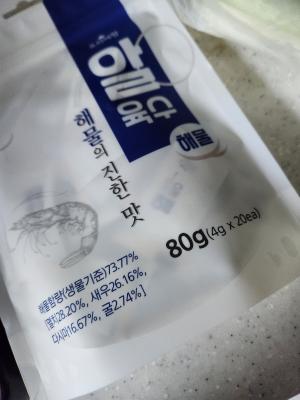 알
육수
해물
해물의 진한 맛
80g(4g x 20ea)
해물함량(생물기준)73.77%
[멸치28.20%, 새우26.16%,
다시마16.67%, 굴2.74%]